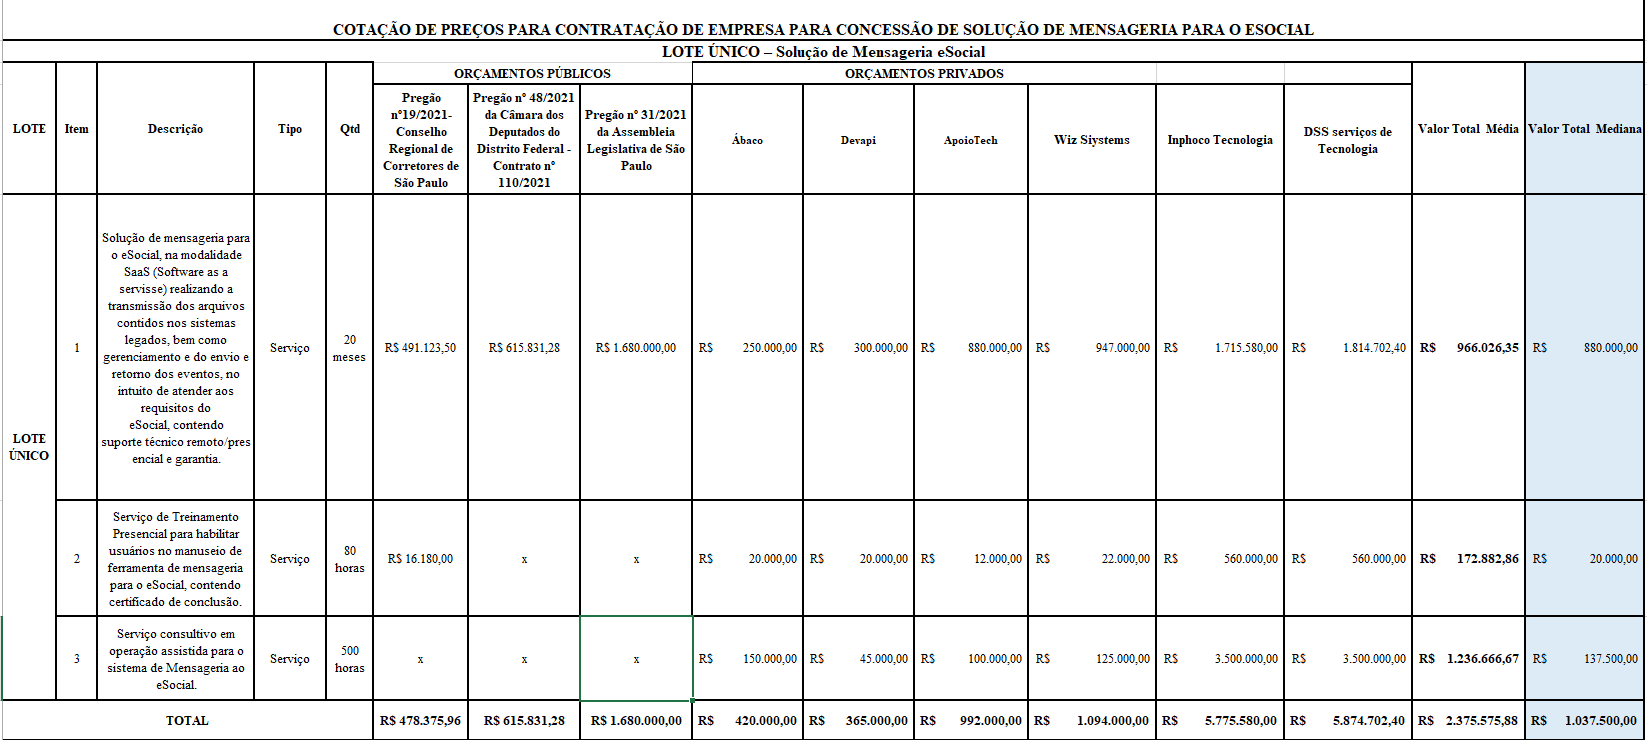 COTAÇÃO DE PREÇOS PARA CONTRATAÇÃO DE EMPRESA PARA CONCESSÃO DE SOLUÇÃO DE MENSAGERIA PARA O ESOCIAL
LOTE ÚNICO – Solução de Mensageria eSocial
ORÇAMENTOS PÚBLICOS
ORÇAMENTOS PRIVADOS
LOTE
Item
Descrição
Tipo
Qtd
Pregão
nº19/2021-
Conselho
Regional de
Corretores de
São Paulo
Pregão nº 48/2021
da Câmara dos
Deputados do
Distrito Federal -
Contrato nº
110/2021
Pregão nº 31/2021
da Assembleia
Legislativa de São
Paulo
Ábaco
Devapi
ApoioTech
Wiz Siystems
Inphoco Tecnologia
DSS serviços de
Tecnologia
Valor Total Média
Valor Total Mediana
LOTE
ÚNICO
1
Solução de mensageria para
o eSocial, na modalidade
SaaS (Software as a
servisse) realizando a
transmissão dos arquivos
contidos nos sistemas
legados, bem como
gerenciamento e do envio e
retorno dos eventos, no
intuito de atender aos
requisitos do
eSocial, contendo
suporte técnico remoto/pres
encial e garantia.
Serviço
20
meses
R$ 491.123,50
R$ 615.831,28
R$ 1.680.000,00
R$ 250.000,00
R$ 300.000,00
R$ 880.000,00
R$ 947.000,00
R$ 1.715.580,00
R$ 1.814.702,40
R$ 966.026,35
R$ 880.000,00
2
Serviço de Treinamento
Presencial para habilitar
usuários no manuseio de
ferramenta de mensageria
para o eSocial, contendo
certificado de conclusão.
Serviço
80
horas
R$ 16.180,00
x
x
R$ 20.000,00
R$ 20.000,00
R$ 12.000,00
R$ 22.000,00
R$ 560.000,00
R$ 560.000,00
R$ 172.882,86
R$ 20.000,00
3
Serviço consultivo em
operação assistida para o
sistema de Mensageria ao
eSocial.
Serviço
500
horas
x
x
x
R$ 150.000,00
R$ 45.000,00
R$ 100.000,00
R$ 125.000,00
R$ 3.500.000,00
R$ 3.500.000,00
R$ 1.236.666,67
R$ 137.500,00
TOTAL
R$ 478.375,96
R$ 615.831,28
R$ 1.680.000,00
R$ 420.000,00
R$ 365.000,00
R$ 992.000,00
R$ 1.094.000,00
R$ 5.775.580,00
R$ 5.874.702,40
R$ 2.375.575,88
R$ 1.037.500,00